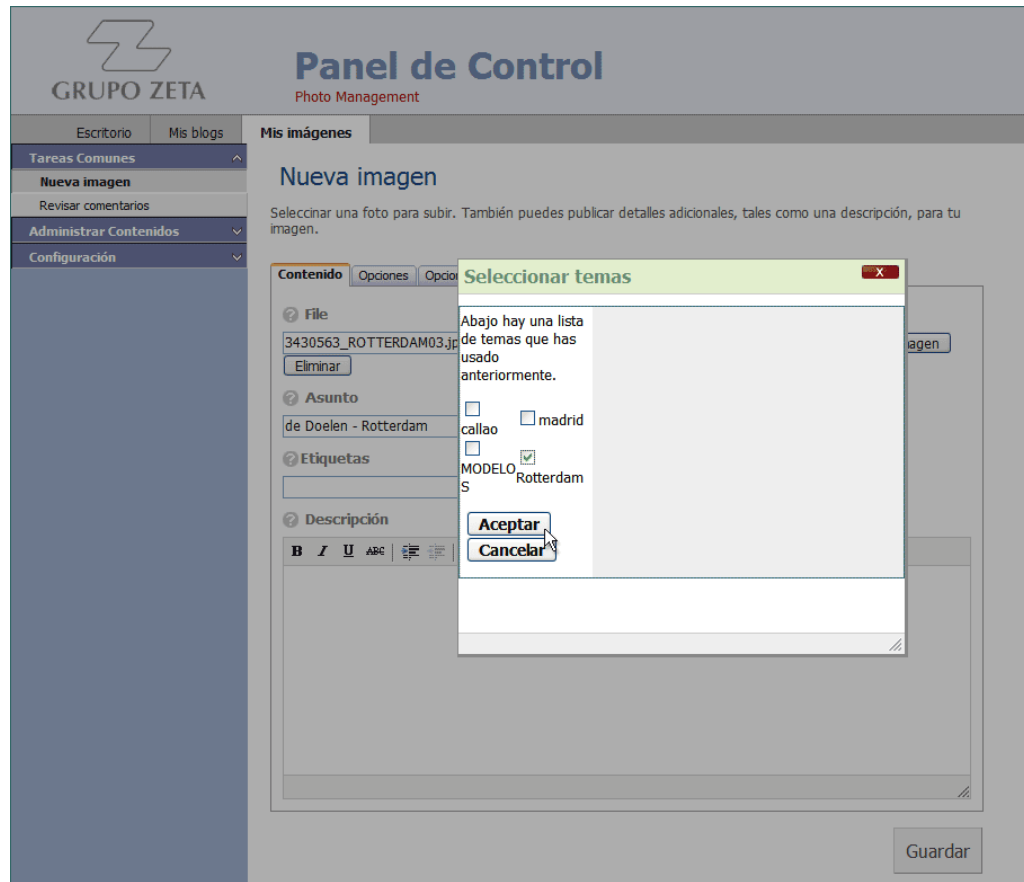 GRUPO ZETA
Panel de Control
Photo Management
Escritorio
Mis blogs
Mis imágenes
Tareas Comunes
Nueva imagen
Revisar comentarios
Administrar Contenidos
Configuración
Nueva imagen
Seleccinar una foto para subir. También puedes publicar detalles adicionales, tales como una descripción, para tu
imagen.
Contenido
Opciones
Opcion
File
3430563_ROTTERDAM03.jp
agen
Eliminar
Asunto
de Doelen - Rotterdam
Etiquetas
Descripción
B I U ABC
Seleccionar temas
X
Abajo hay una lista
de temas que has
usado
anteriormente.
callao
madrid
MODELO
S
Rotterdam
Aceptar
Cancelar
Guardar